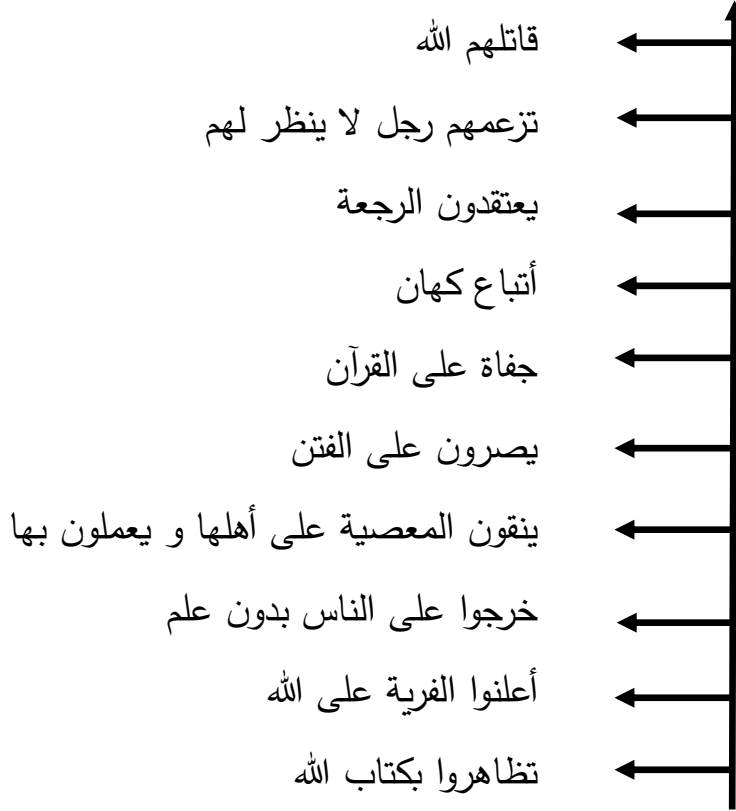 قاتلهم الله
تزعمهم رجل لا ينظر لهم
يعتقدون الرجعة
أتباع كهان
جفاة على القرآن
يصرون على الفتن
ينقون المعصية على أهلها و يعملون بها
خرجوا على الناس بدون علم
أعلنوا الفرية على الله
تظاهروا بكتاب الله